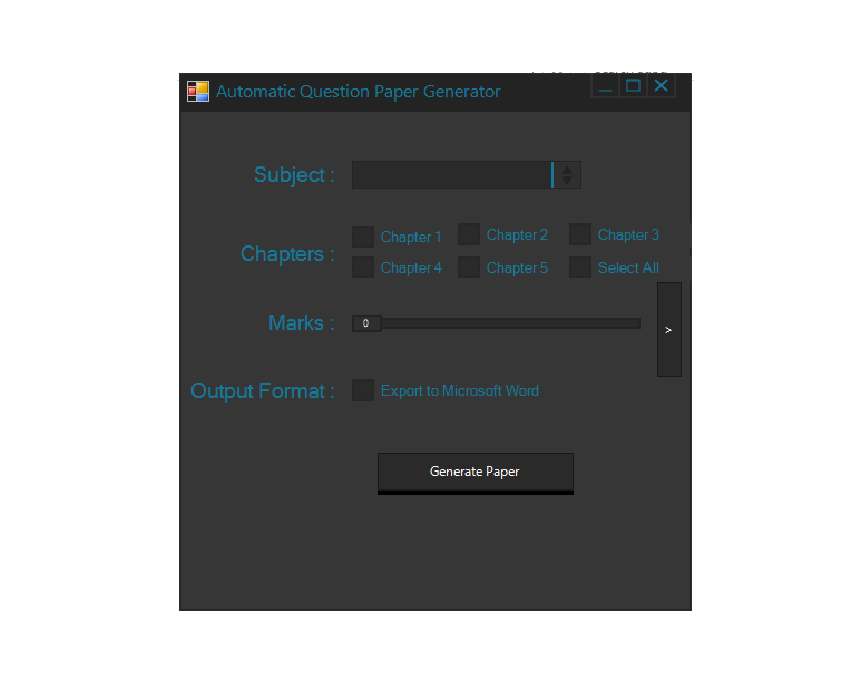 Automatic Question Paper Generator
Subject :
Chapters :
Chapter 1 Chapter 2 Chapter 3
Chapter 4 Chapter 5 Select All
Marks :
0
>
Output Format :
Export to Microsoft Word
Generate Paper